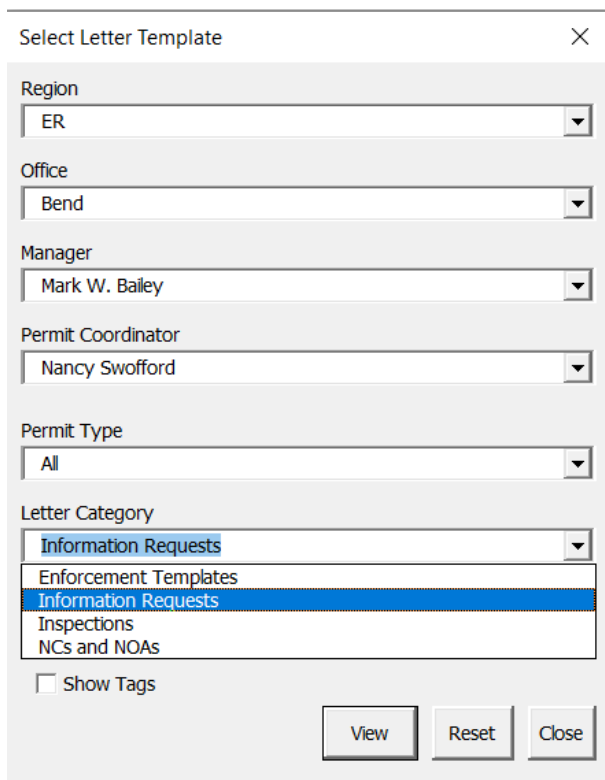 Select Letter Template
Region
ER
Office
Bend
Manager
Mark W. Bailey
Permit Coordinator
Nancy Swofford
Permit Type
All
Letter Category
Information Requests
Enforcement Templates
Information Requests
Inspections
NCs and NOAs
Show Tags
View Reset Close